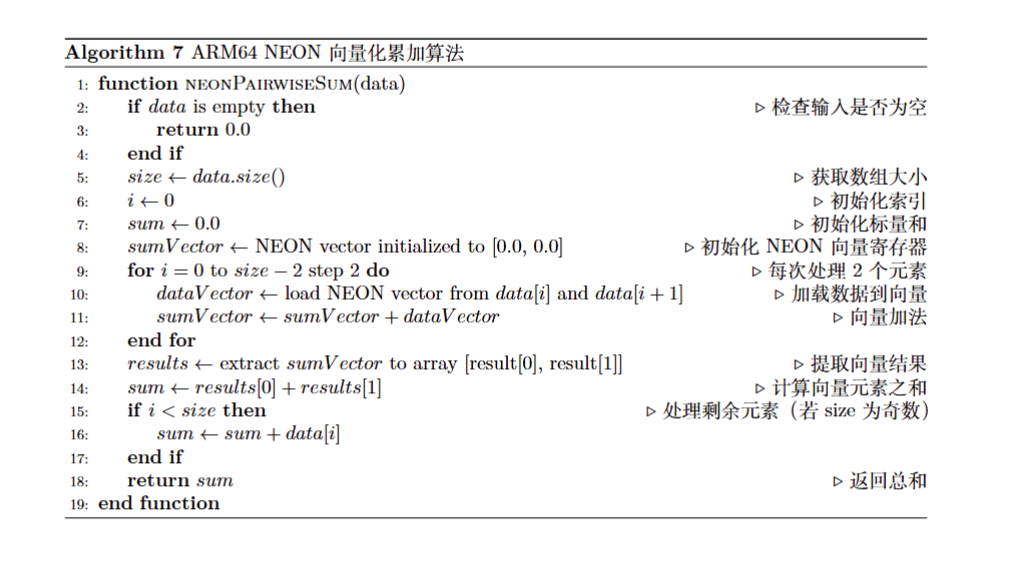 Algorithm 7 ARM64 NEON 向量化累加算法
1: function NEONPAIRWISESUM(data)
2: if data is empty then ▷ 检查输入是否为空
3: return 0.0
4: end if
5: size ← data.size() ▷ 获取数组大小
6: i ← 0 ▷ 初始化索引
7: sum ← 0.0 ▷ 初始化标量和
8: sumVector ← NEON vector initialized to [0.0, 0.0] ▷ 初始化 NEON 向量寄存器
9: for i = 0 to size − 2 step 2 do ▷ 每次处理 2 个元素
10: dataVector ← load NEON vector from data[i] and data[i + 1] ▷ 加载数据到向量
11: sumVector ← sumVector + dataVector ▷ 向量加法
12: end for
13: results ← extract sumVector to array [result[0], result[1]] ▷ 提取向量结果
14: sum ← results[0] + results[1] ▷ 计算向量元素之和
15: if i < size then ▷ 处理剩余元素（若 size 为奇数）
16: sum ← sum + data[i]
17: end if
18: return sum ▷ 返回总和
19: end function